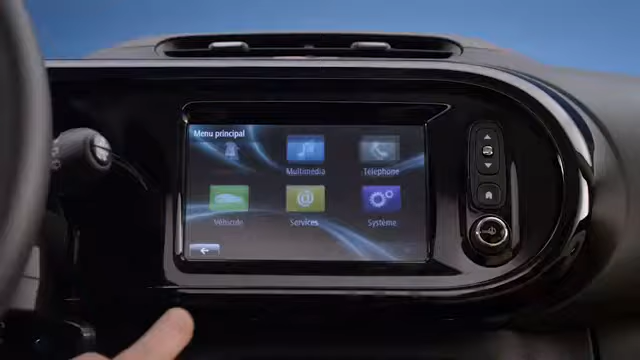 Menu principal
Multimédia
Téléphone
Véhicule
Services
Système